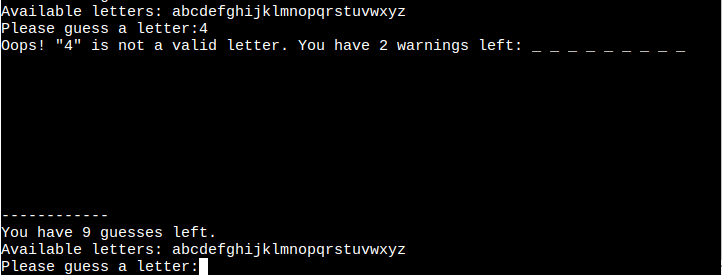 Available letters: abcdefghijklmnopqrstuvwxyz
Please guess a letter:4
Oops! "4" is not a valid letter. You have 2 warnings left: _ _ _ _ _ _ _ _ _
------------
You have 9 guesses left.
Available letters: abcdefghijklmnopqrstuvwxyz
Please guess a letter: